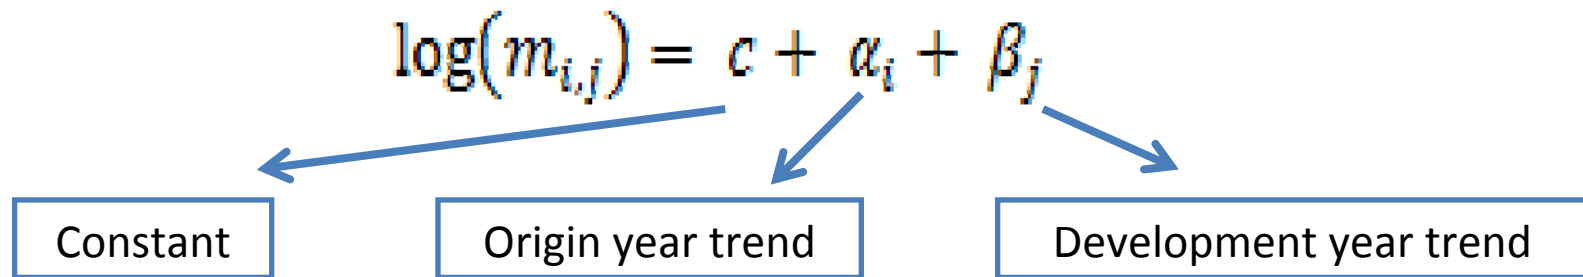 log(m_{i,j}) = c + α_i + β_j
Constant
Origin year trend
Development year trend